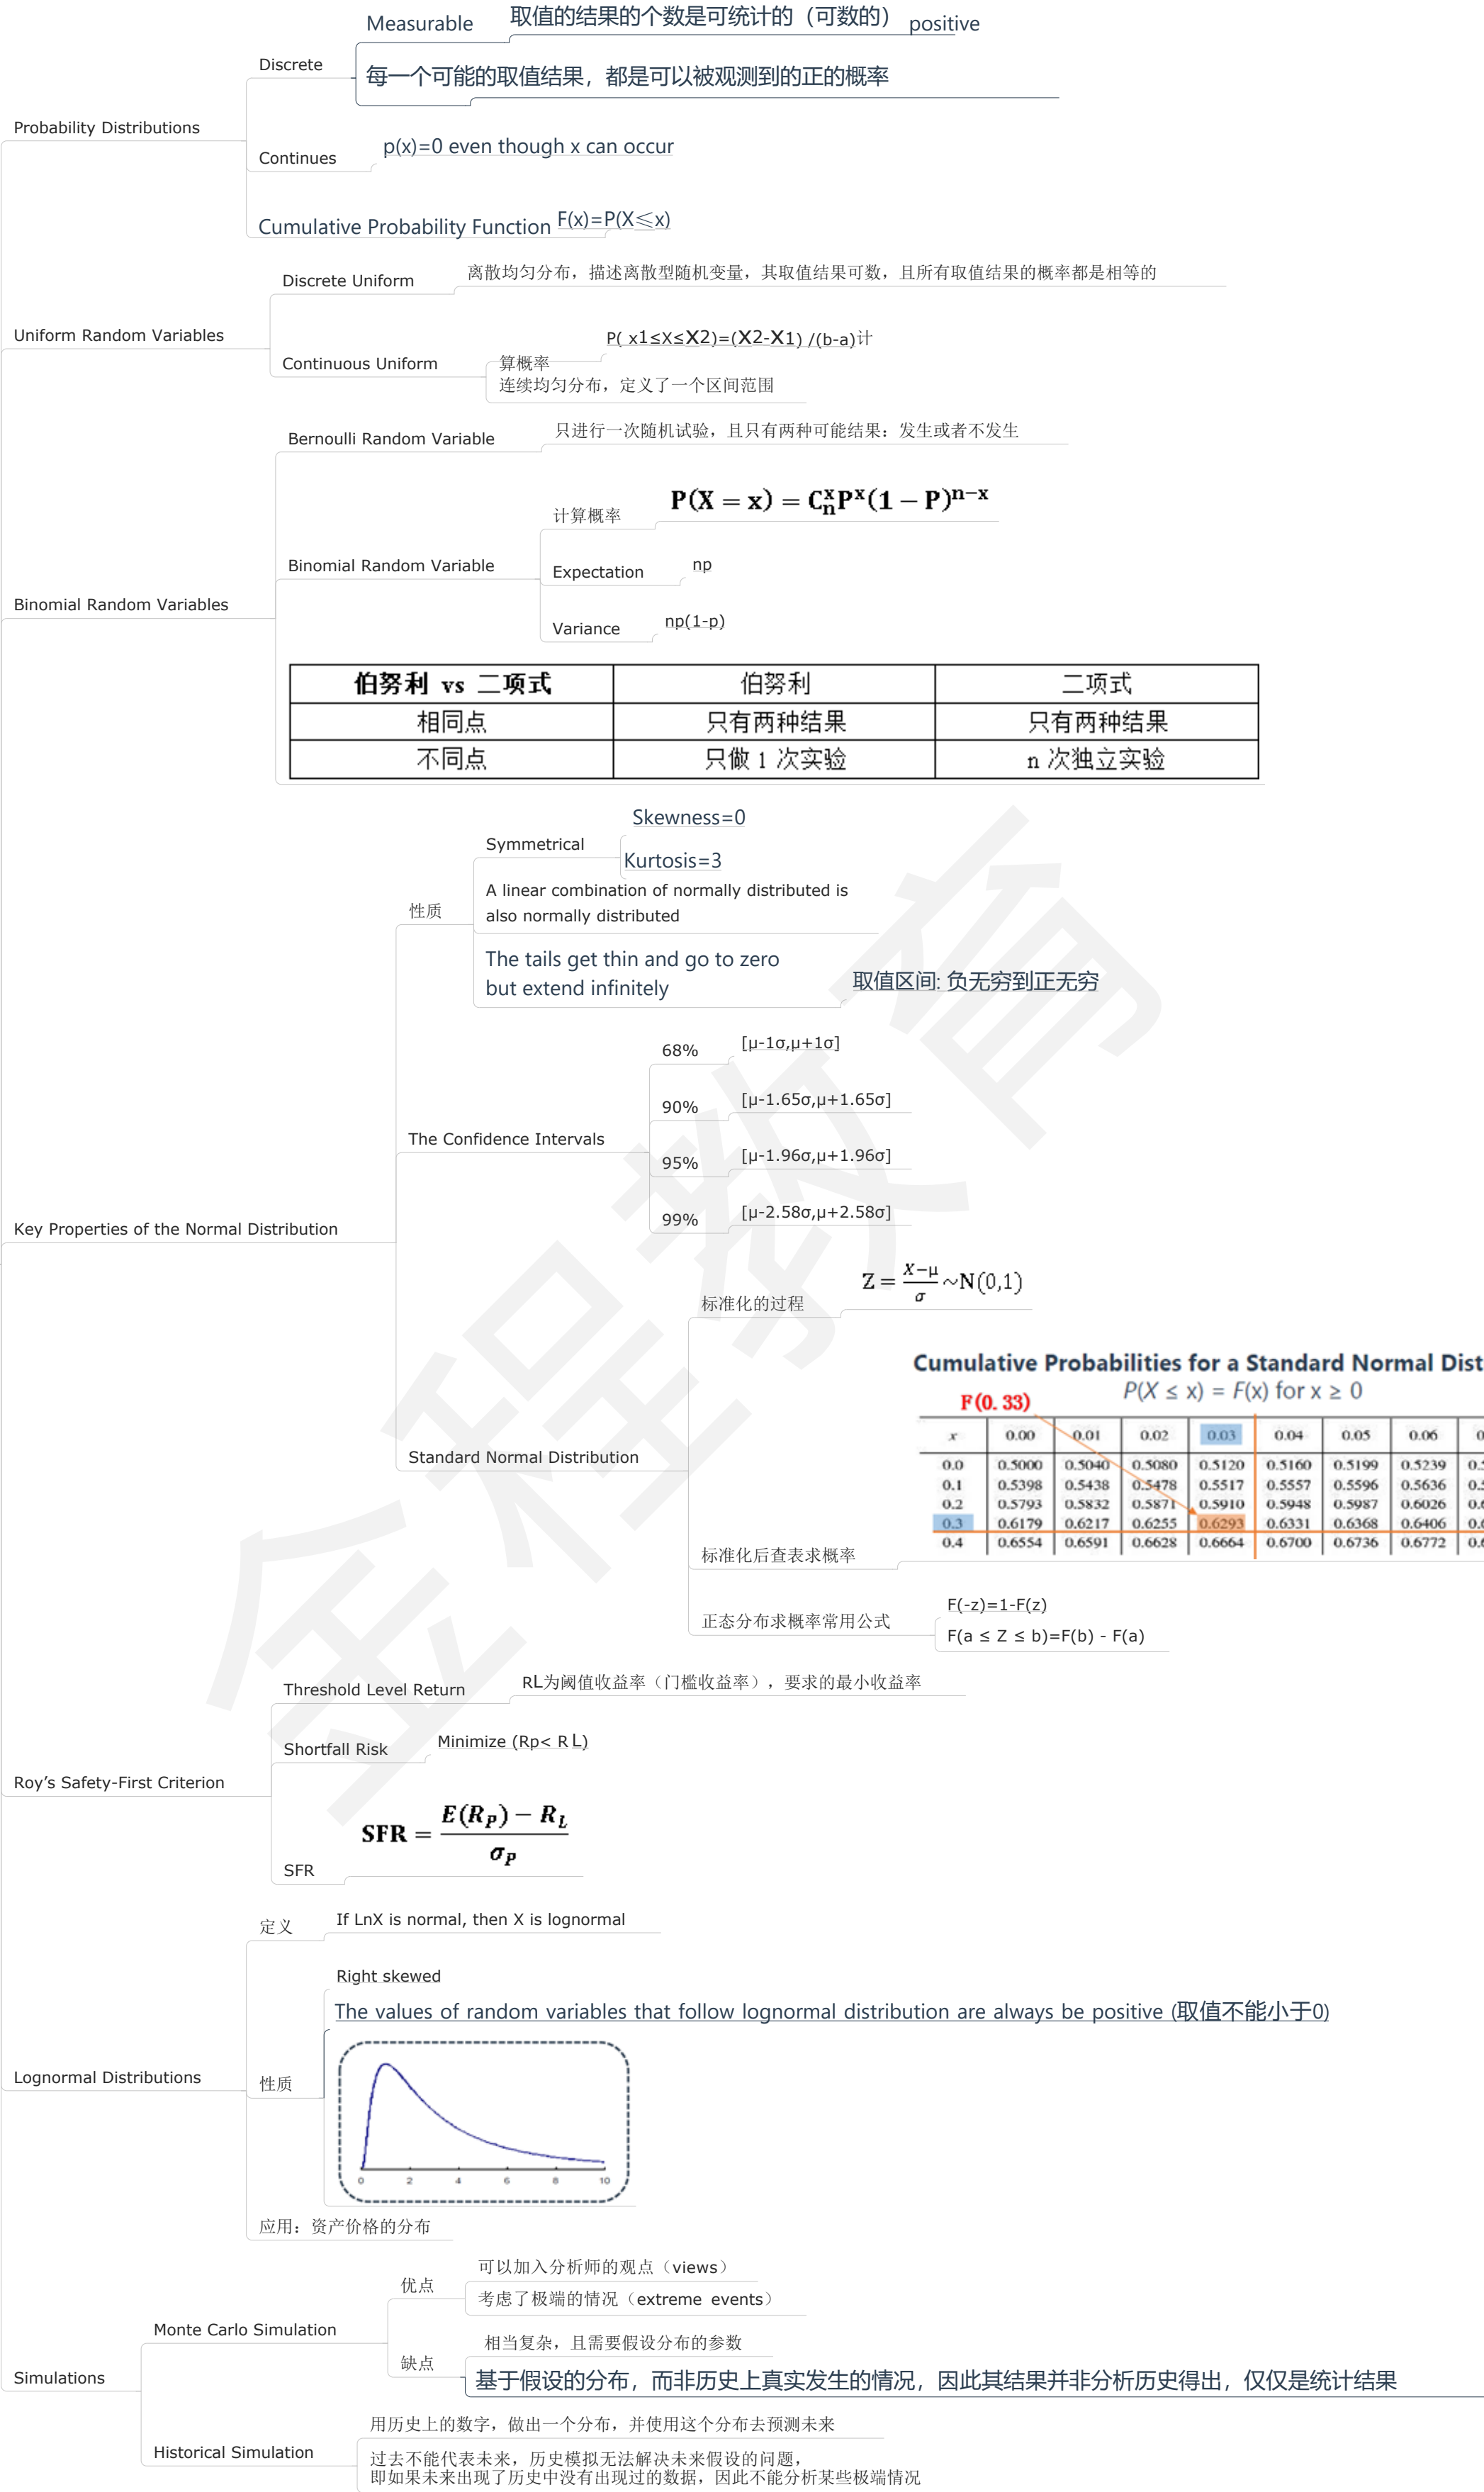 Measurable
取值的结果的个数是可统计的（可数的）
positive
Discrete
每一个可能的取值结果，都是可以被观测到的正的概率
Probability Distributions
Continues
p(x)=0 even though x can occur
Cumulative Probability Function
F(x)=P(X≤x)
Discrete Uniform
离散均匀分布，描述离散型随机变量，其取值结果可数，且所有取值结果的概率都是相等的
Uniform Random Variables
P( x1≤X≤X2)=(X2-X1) /(b-a)计
Continuous Uniform
算概率
连续均匀分布，定义了一个区间范围
Bernoulli Random Variable
只进行一次随机试验，且只有两种可能结果：发生或者不发生
计算概率
P(X = x) = C_n^x P^x(1 − P)^{n−x}
Binomial Random Variable
Expectation
np
Binomial Random Variables
Variance
np(1-p)
伯努利 vs 二项式 伯努利 二项式
相同点 只有两种结果 只有两种结果
不同点 只做 1 次实验 n 次独立实验
Skewness=0
Symmetrical
Kurtosis=3
性质
A linear combination of normally distributed is
also normally distributed
The tails get thin and go to zero
but extend infinitely
取值区间: 负无穷到正无穷
68%
[μ-1σ,μ+1σ]
90%
[μ-1.65σ,μ+1.65σ]
The Confidence Intervals
95%
[μ-1.96σ,μ+1.96σ]
99%
[μ-2.58σ,μ+2.58σ]
Key Properties of the Normal Distribution
标准化的过程
Z = (X−μ)/σ ~N(0,1)
Standard Normal Distribution
Cumulative Probabilities for a Standard Normal Dist
P(X ≤ x) = F(x) for x ≥ 0
F(0.33)
x 0.00 0.01 0.02 0.03 0.04 0.05 0.06 0
0.0 0.5000 0.5040 0.5080 0.5120 0.5160 0.5199 0.5239 0.5
0.1 0.5398 0.5438 0.5478 0.5517 0.5557 0.5596 0.5636 0.5
0.2 0.5793 0.5832 0.5871 0.5910 0.5948 0.5987 0.6026 0.6
0.3 0.6179 0.6217 0.6255 0.6293 0.6331 0.6368 0.6406 0.6
0.4 0.6554 0.6591 0.6628 0.6664 0.6700 0.6736 0.6772 0.6
标准化后查表求概率
正态分布求概率常用公式
F(-z)=1-F(z)
F(a ≤ Z ≤ b)=F(b) - F(a)
Threshold Level Return
RL为阈值收益率（门槛收益率），要求的最小收益率
Shortfall Risk
Minimize (Rp< RL)
Roy’s Safety-First Criterion
SFR = (E(R_P) − R_L)/σ_P
SFR
定义
If LnX is normal, then X is lognormal
Right skewed
The values of random variables that follow lognormal distribution are always be positive (取值不能小于0)
Lognormal Distributions
性质
0 2 4 6 8 10
应用：资产价格的分布
可以加入分析师的观点（views）
优点
考虑了极端的情况（extreme events）
Monte Carlo Simulation
相当复杂，且需要假设分布的参数
缺点
Simulations
基于假设的分布，而非历史上真实发生的情况，因此其结果并非分析历史得出，仅仅是统计结果
用历史上的数字，做出一个分布，并使用这个分布去预测未来
Historical Simulation
过去不能代表未来，历史模拟无法解决未来假设的问题，
即如果未来出现了历史中没有出现过的数据，因此不能分析某些极端情况
金程教育